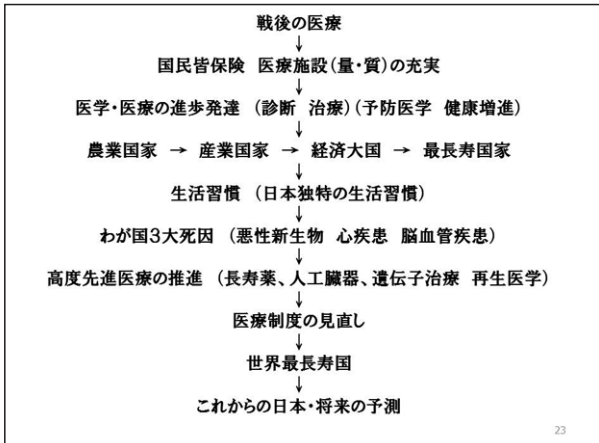 戦後の医療
↓
国民皆保険 医療施設(量・質)の充実
↓
医学・医療の進歩発達 (診断 治療)(予防医学 健康増進)
↓
農業国家 → 産業国家 → 経済大国 → 最長寿国家
↓
生活習慣 (日本独特の生活習慣)
↓
わが国3大死因 (悪性新生物 心疾患 脳血管疾患)
↓
高度先進医療の推進 (長寿薬、人工臓器、遺伝子治療 再生医学)
↓
医療制度の見直し
↓
世界最長寿国
↓
これからの日本・将来の予測
23